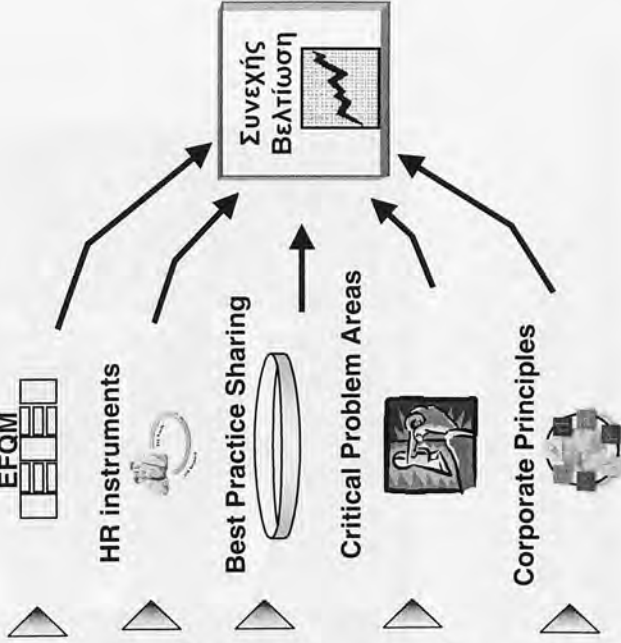 EFQM
HR instruments
Best Practice Sharing
Critical Problem Areas
Corporate Principles
Συνεχής
Βελτίωση